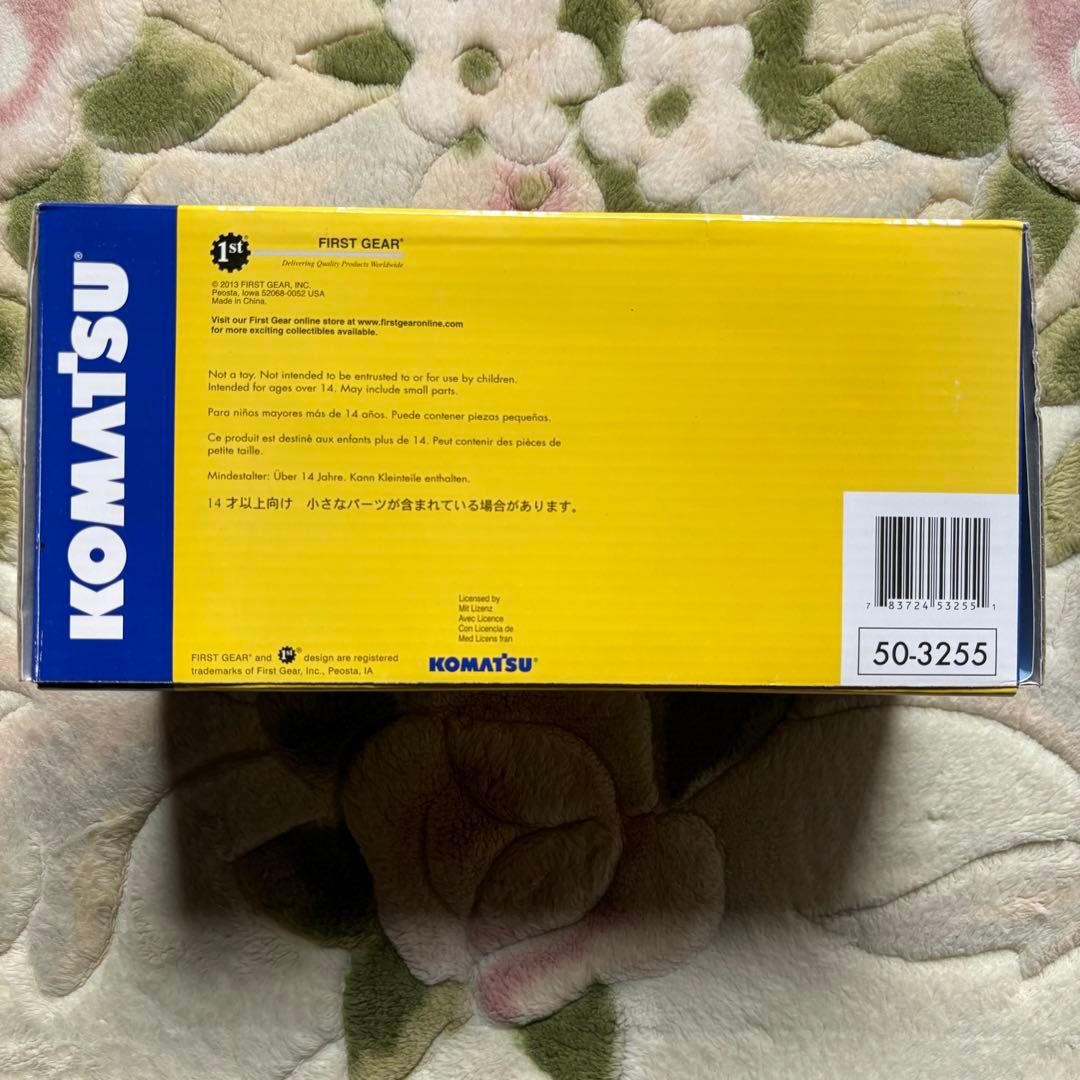 KOMATSU®
1st
FIRST GEAR®
Delivering Quality Products Worldwide
© 2013 FIRST GEAR, INC.
Peosta, Iowa 52068-0052 USA
Made in China.
Visit our First Gear online store at www.firstgearonline.com
for more exciting collectibles available.
Not a toy. Not intended to be entrusted to or for use by children.
Intended for ages over 14. May include small parts.
Para niños mayores más de 14 años. Puede contener piezas pequeñas.
Ce produit est destiné aux enfants plus de 14. Peut contenir des pièces de
petite taille.
Mindestalter: Über 14 Jahre. Kann Kleinteile enthalten.
14 才以上向け 小さなパーツが含まれている場合があります。
Licensed by
Mit Lizenz
Avec Licence
Con Licencia de
Med Licens fran
KOMATSU®
FIRST GEAR® and 1st® design are registered
trademarks of First Gear, Inc., Peosta, IA
7 83724 53255 1
50-3255